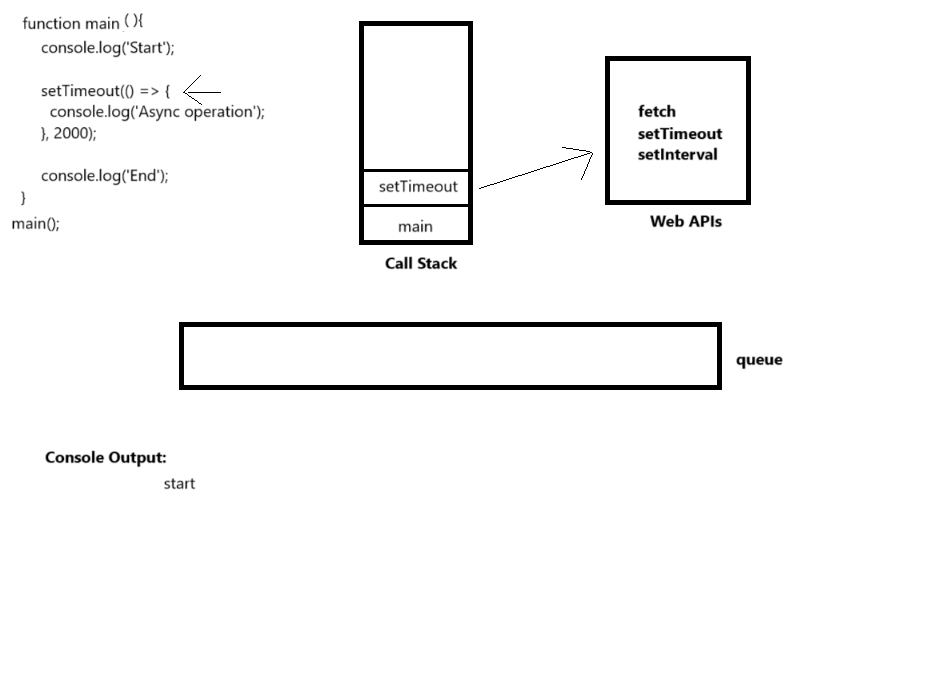 function main ( ){
console.log('Start');
setTimeout(() => {
console.log('Async operation');
}, 2000);
console.log('End');
}
main();
setTimeout
main
Call Stack
fetch
setTimeout
setInterval
Web APIs
queue
Console Output:
start